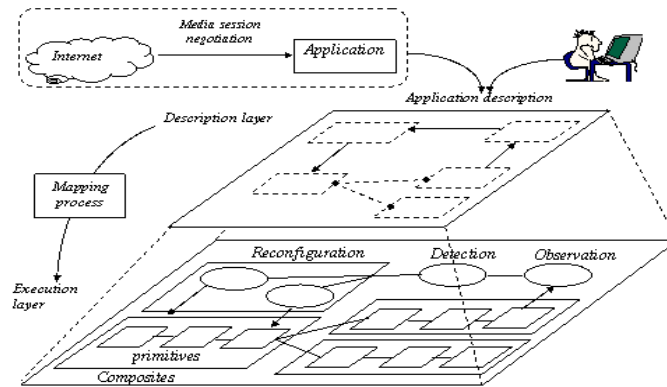 Media session
negotiation
Internet
Application
Application description
Description layer
Mapping
process
Reconfiguration
Detection
Observation
Execution
layer
primitives
Composites